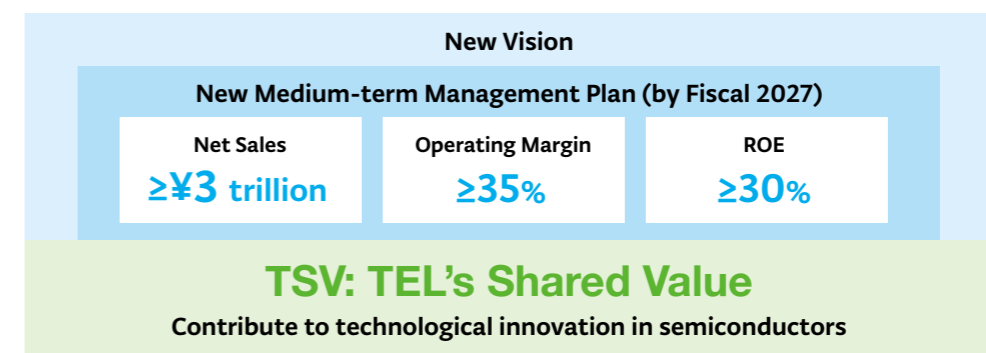 New Vision
New Medium-term Management Plan (by Fiscal 2027)
Net Sales
≥¥3 trillion
Operating Margin
≥35%
ROE
≥30%
TSV: TEL’s Shared Value
Contribute to technological innovation in semiconductors